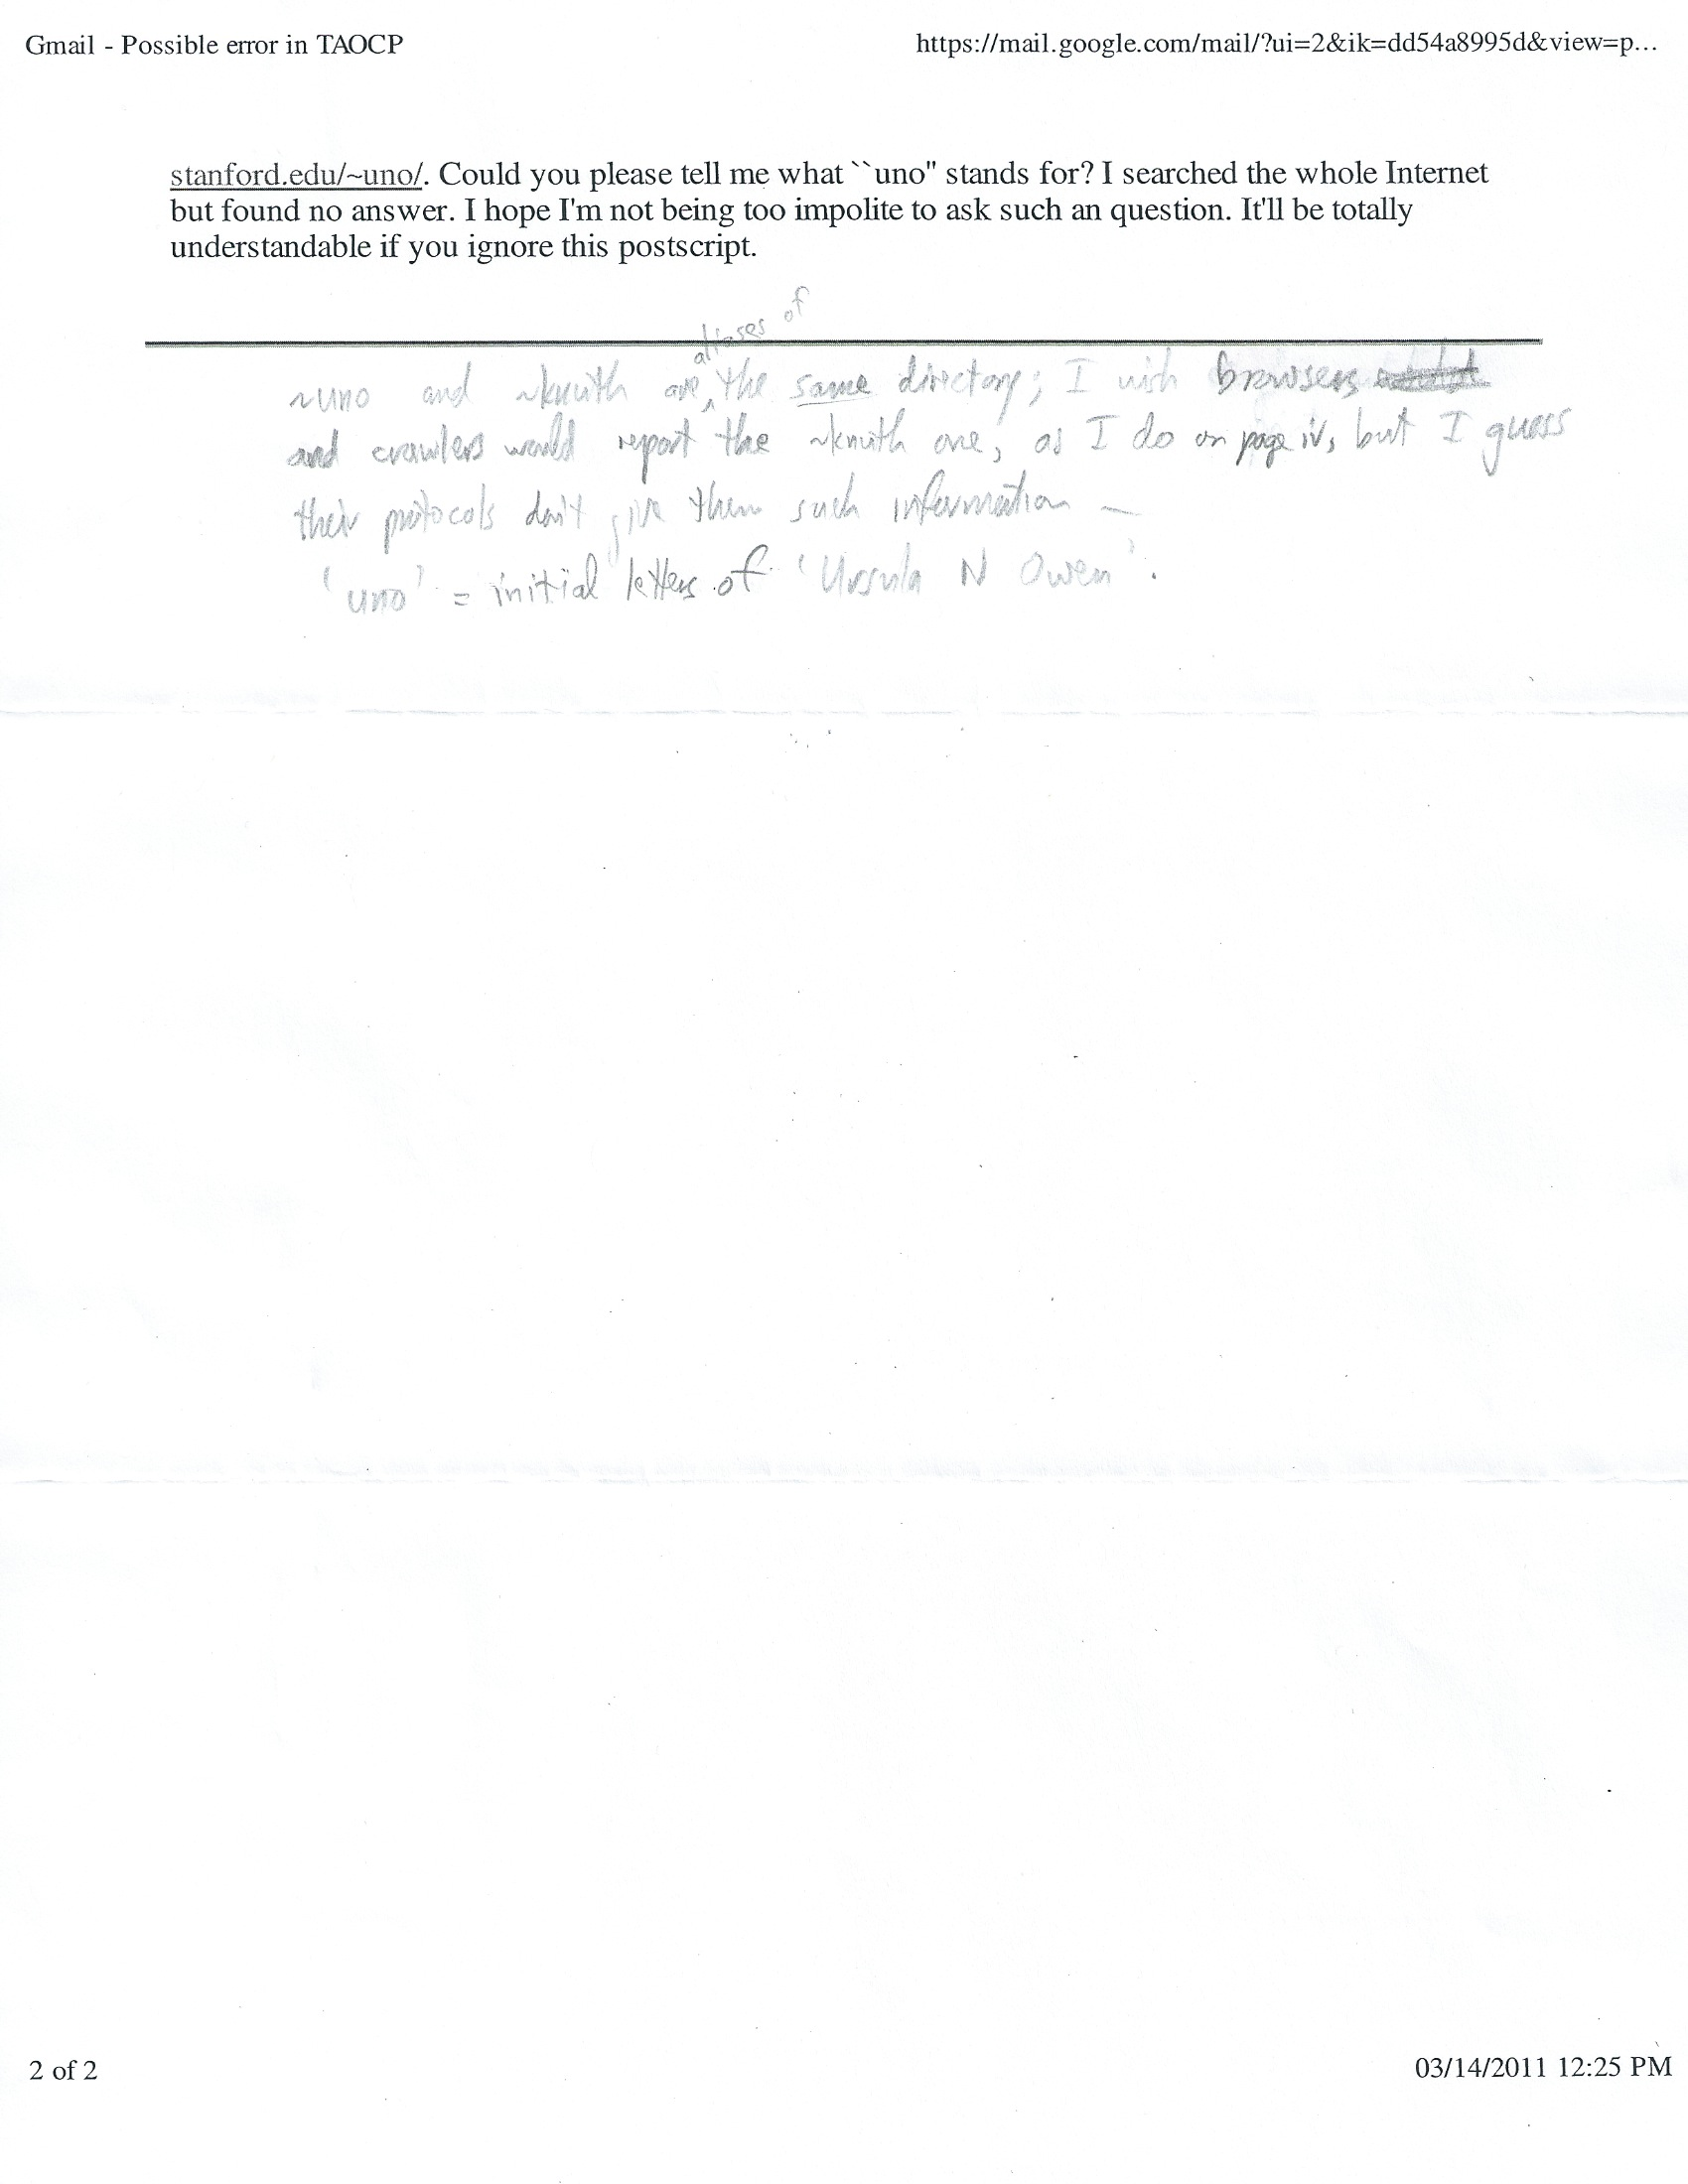 Gmail - Possible error in TAOCP
https://mail.google.com/mail/?ui=2&ik=dd54a8995d&view=p...
stanford.edu/~uno/. Could you please tell me what ``uno" stands for? I searched the whole Internet
but found no answer. I hope I'm not being too impolite to ask such an question. It'll be totally
understandable if you ignore this postscript.
aliases of
~uno and ~knuth are ‸ the same directory; I wish browsers
and crawlers would report the ~knuth one, as I do on page iv, but I guess
their protocols don't give them such information —
'uno' = initial letters of 'Ursula N Owen'.
2 of 2
03/14/2011 12:25 PM